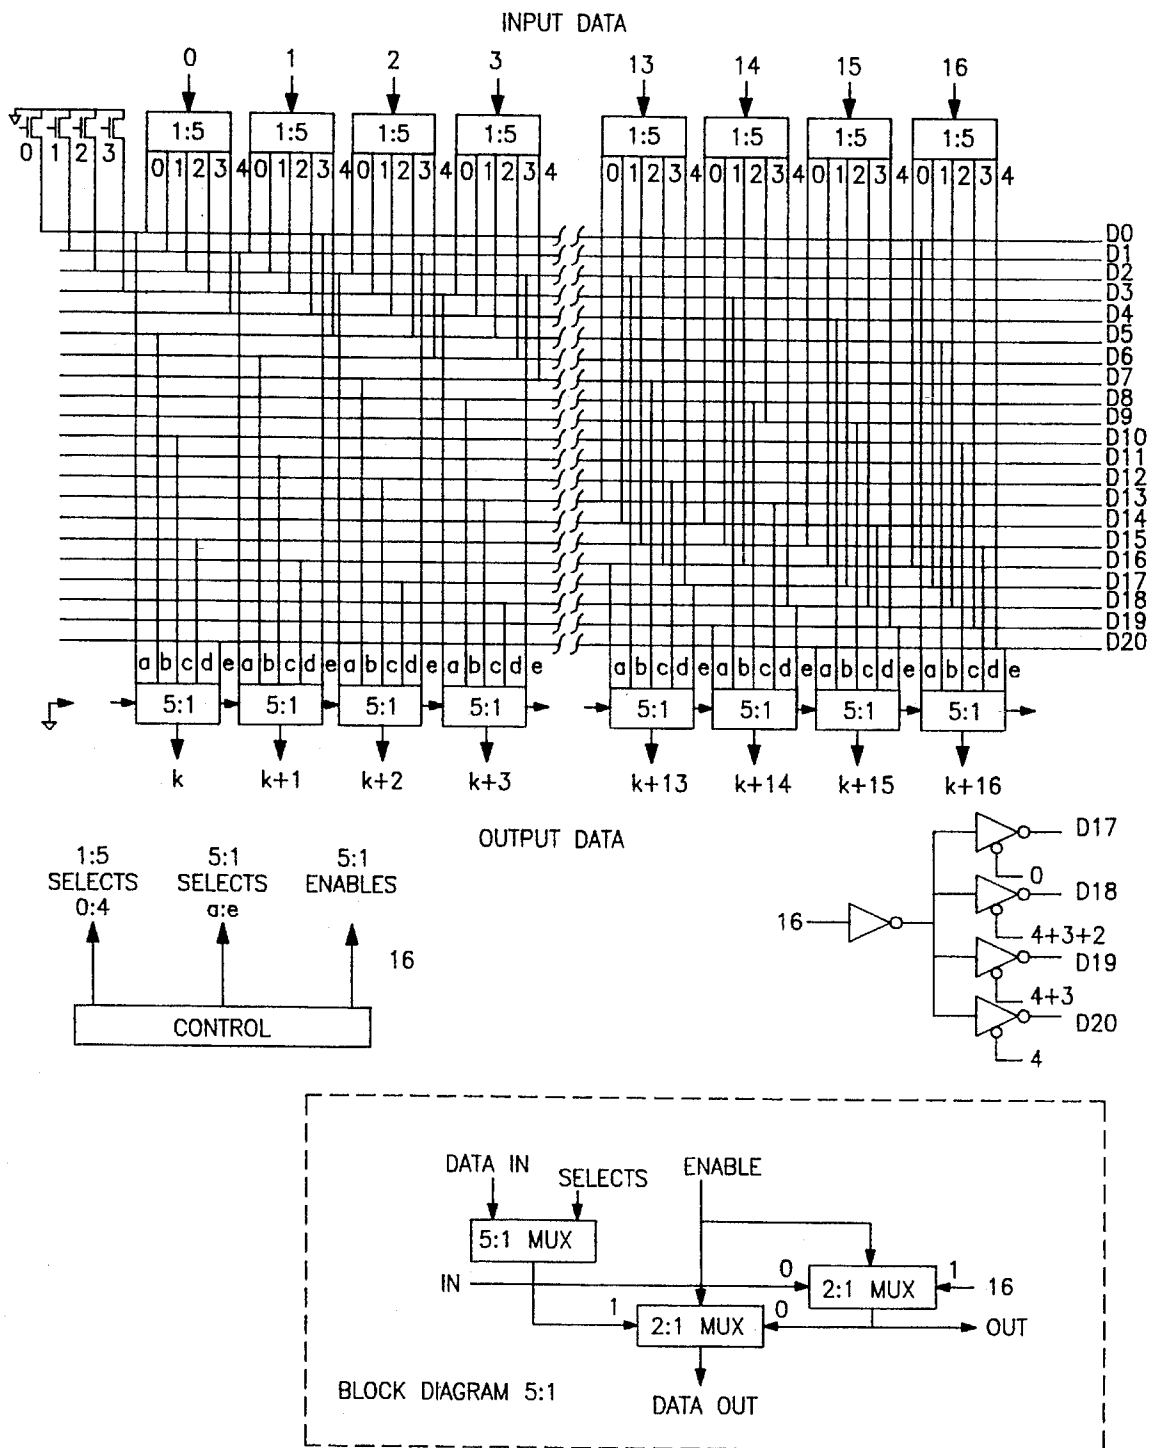 INPUT DATA
0 1 2 3 13 14 15 16
1:5 1:5 1:5 1:5 1:5 1:5 1:5 1:5
0 1 2 3
0 1 2 3 4 0 1 2 3 4 0 1 2 3 4 0 1 2 3 4 0 1 2 3 4 0 1 2 3 4 0 1 2 3 4 0 1 2 3 4
D0
D1
D2
D3
D4
D5
D6
D7
D8
D9
D10
D11
D12
D13
D14
D15
D16
D17
D18
D19
D20
a b c d e a b c d e a b c d e a b c d e a b c d e a b c d e a b c d e a b c d e
5:1 5:1 5:1 5:1 5:1 5:1 5:1 5:1
k k+1 k+2 k+3 k+13 k+14 k+15 k+16
OUTPUT DATA
1:5 SELECTS 0:4
5:1 SELECTS a:e
5:1 ENABLES
16
CONTROL
16
D17
0
D18
4+3+2
D19
4+3
D20
4
DATA IN
SELECTS
ENABLE
5:1 MUX
IN
0
2:1 MUX
1
16
1
2:1 MUX
0
OUT
BLOCK DIAGRAM 5:1
DATA OUT